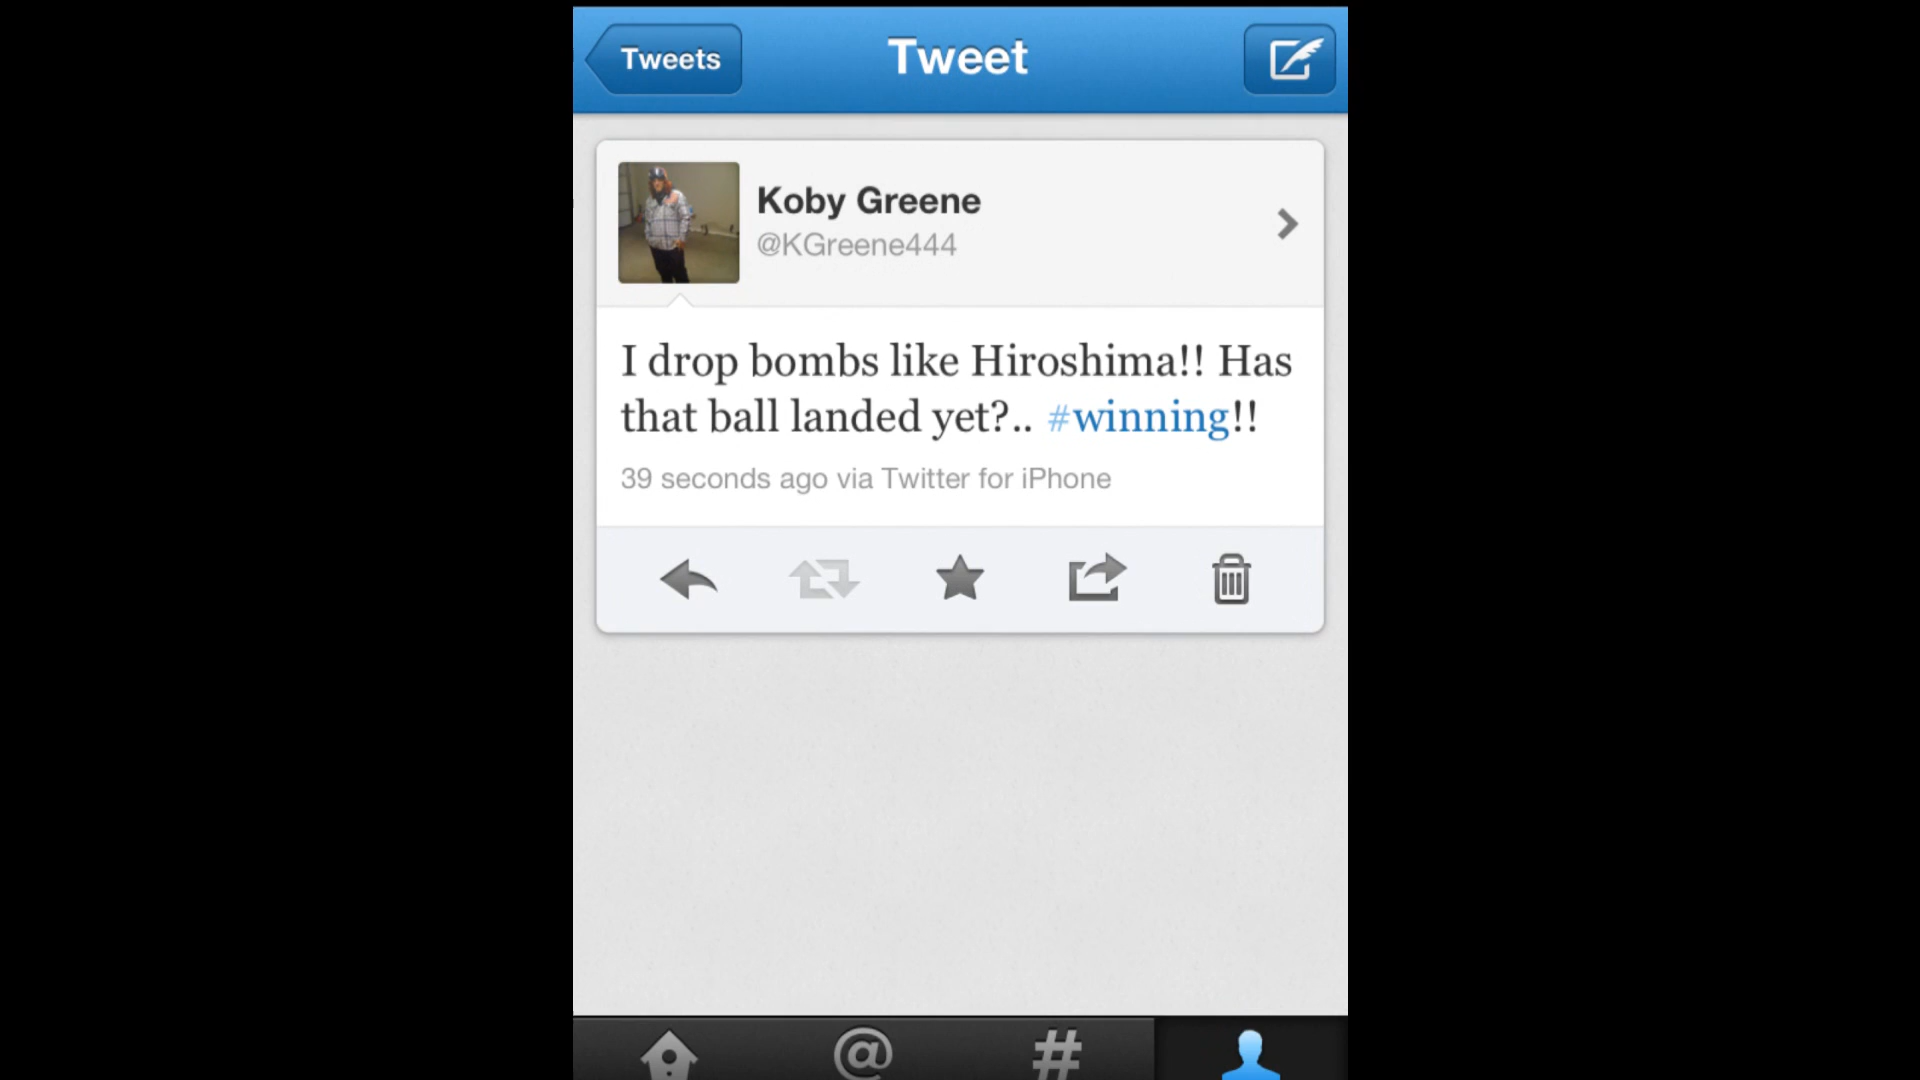 Tweets
Tweet
Koby Greene
@KGreene444
I drop bombs like Hiroshima!! Has
that ball landed yet?.. #winning!!
39 seconds ago via Twitter for iPhone
@
#